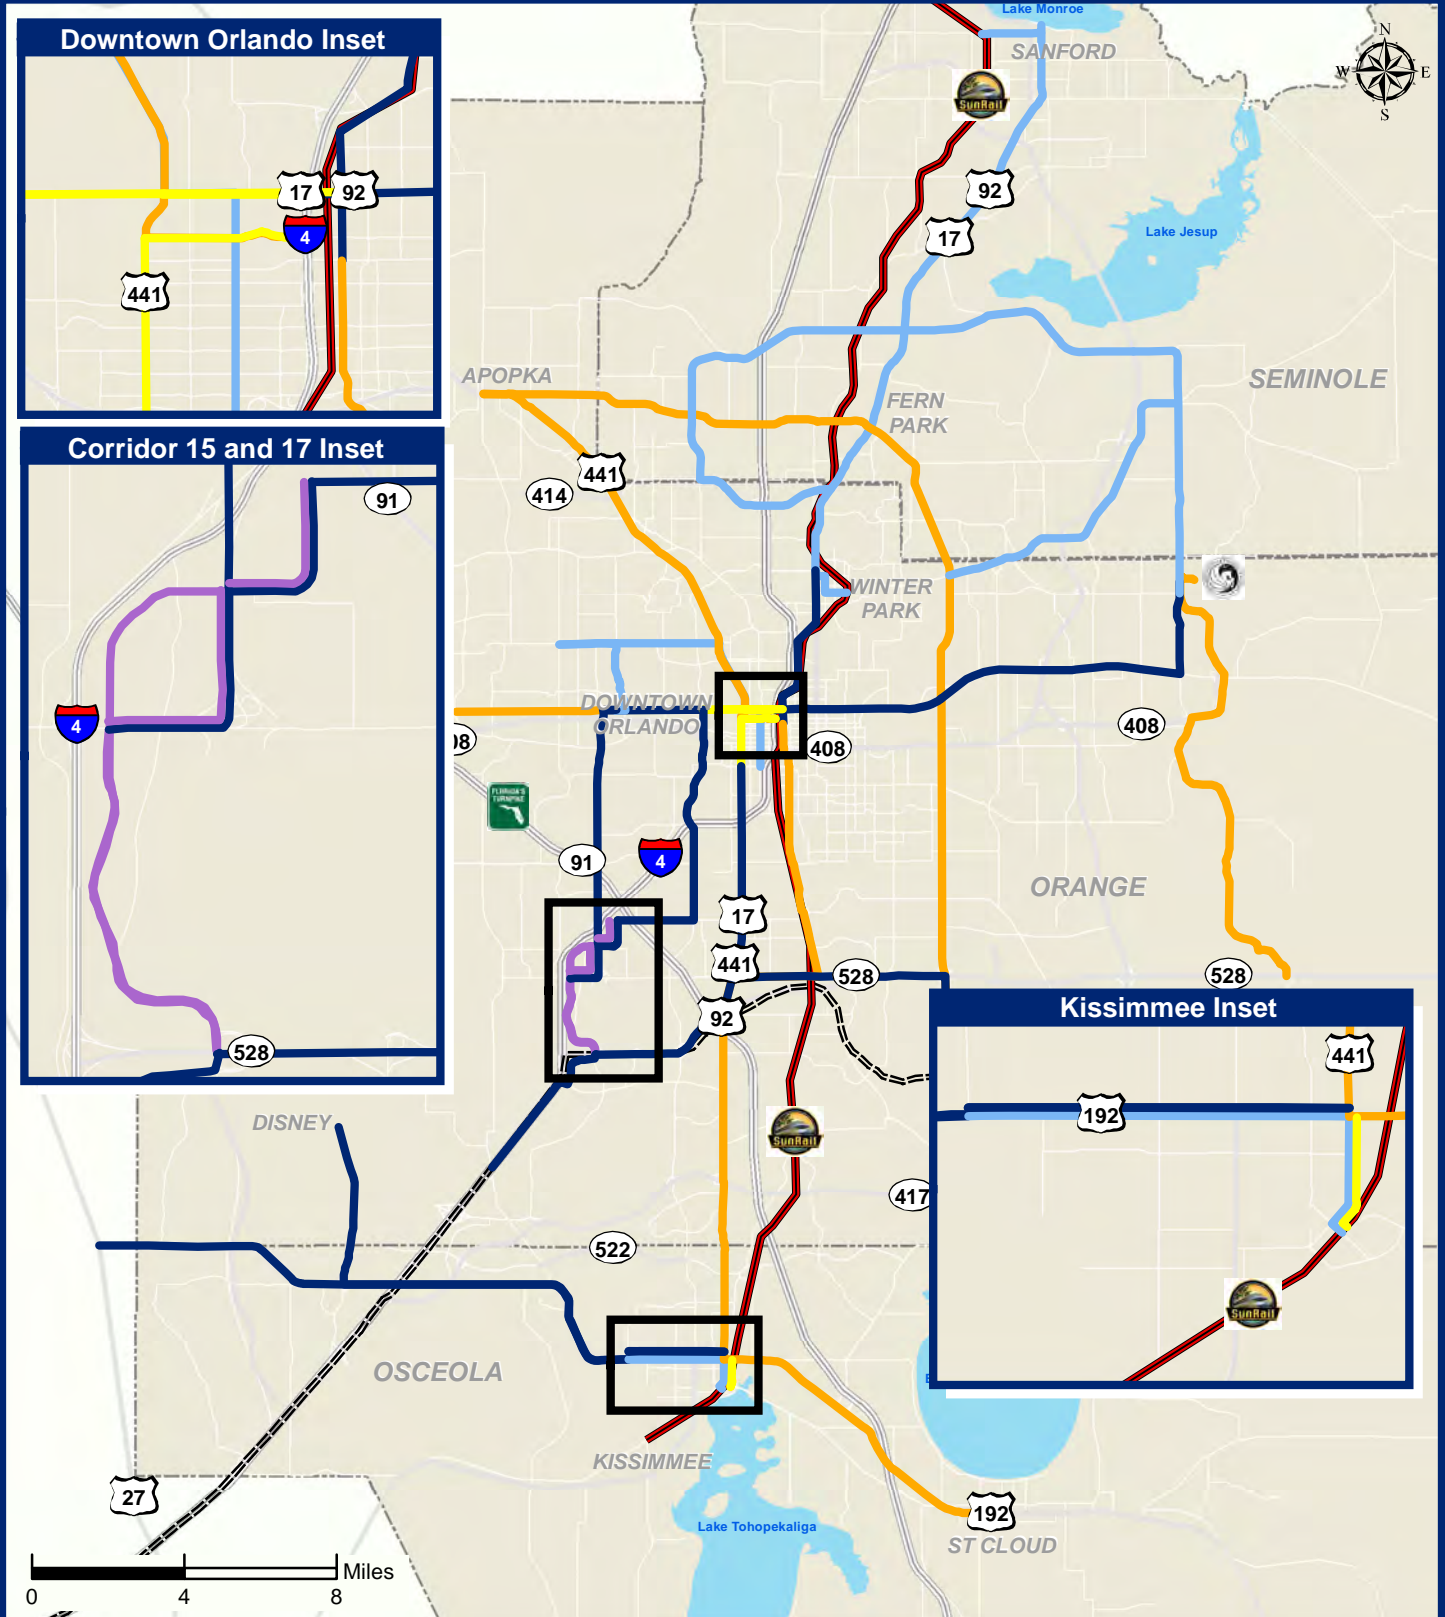 Downtown Orlando Inset
17
92
4
441
Corridor 15 and 17 Inset
91
4
528
Lake Monroe
SANFORD
N
W
E
S
SunRail
92
17
Lake Jesup
APOPKA
SEMINOLE
FERN
PARK
441
414
WINTER
PARK
DOWNTOWN
ORLANDO
08
408
408
FLORIDA'S
TURNPIKE
91
4
ORANGE
17
441
528
528
92
Kissimmee Inset
441
192
SunRail
DISNEY
SunRail
417
522
OSCEOLA
KISSIMMEE
27
192
Lake Tohopekaliga
ST CLOUD
Miles
0
4
8